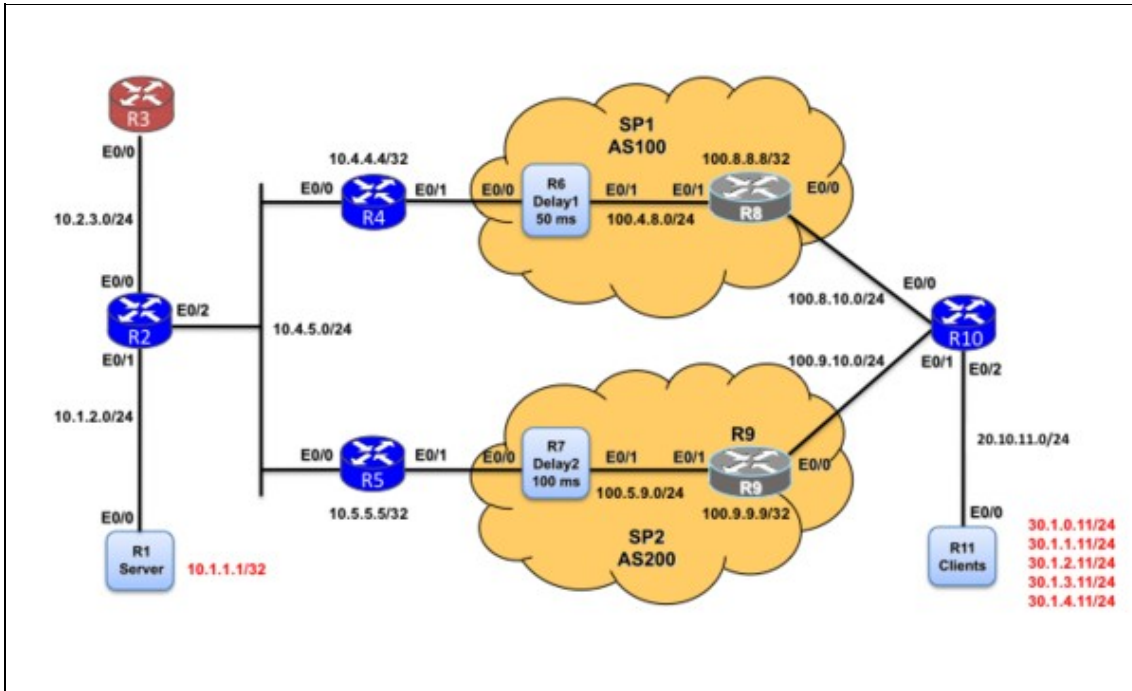 R3
E0/0
10.2.3.0/24
E0/0
R2
E0/2
E0/1
10.1.2.0/24
E0/0
R1
Server
10.1.1.1/32
10.4.5.0/24
10.4.4.4/32
E0/0
R4
E0/1
E0/0
R5
E0/1
10.5.5.5/32
SP1
AS100
E0/0
R6
Delay1
50 ms
E0/1
100.4.8.0/24
E0/1
100.8.8.8/32
R8
E0/0
E0/0
R7
Delay2
100 ms
E0/1
100.5.9.0/24
E0/1
R9
R9
E0/0
100.9.9.9/32
SP2
AS200
100.8.10.0/24
100.9.10.0/24
E0/0
R10
E0/1
E0/2
20.10.11.0/24
E0/0
R11
Clients
30.1.0.11/24
30.1.1.11/24
30.1.2.11/24
30.1.3.11/24
30.1.4.11/24